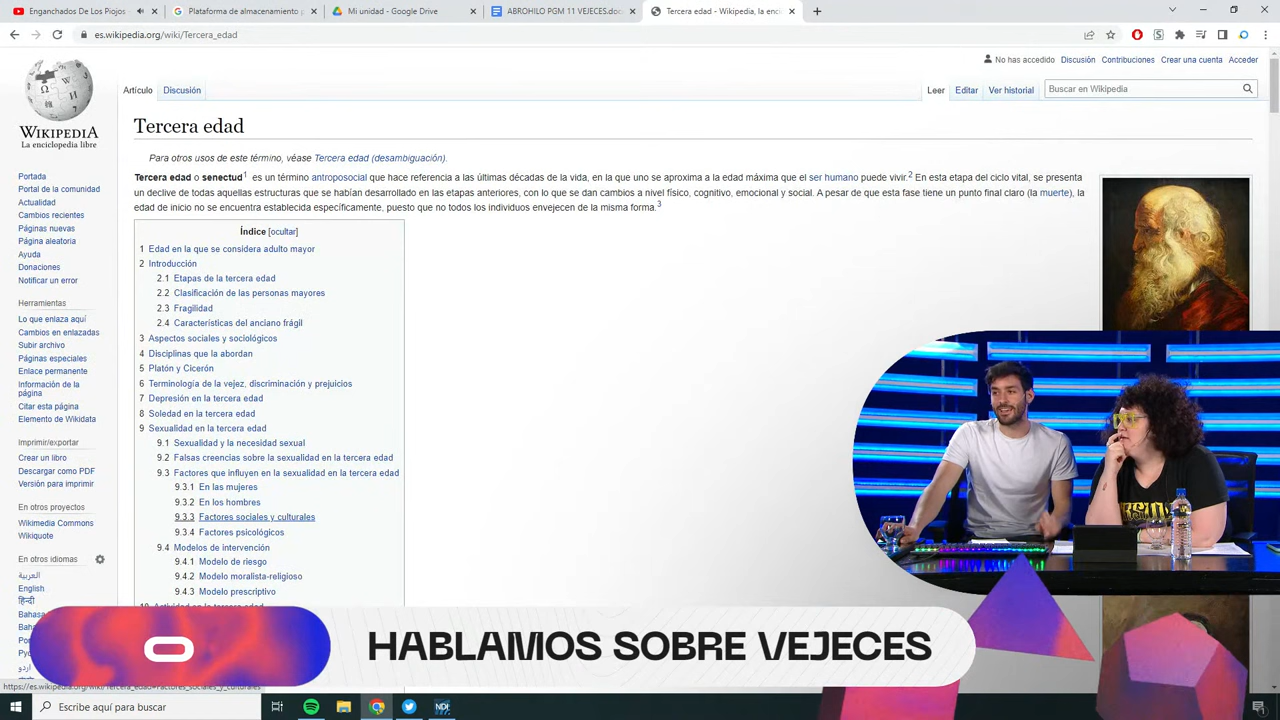 Enganchados De Los Piojos -
Plataforma de almacenamiento p
Mi unidad - Google Drive
ABROHILO PGM 11 VEJECES.doc
Tercera edad - Wikipedia, la enci
es.wikipedia.org/wiki/Tercera_edad
No has accedido Discusión Contribuciones Crear una cuenta Acceder
Artículo Discusión
Leer Editar Ver historial Buscar en Wikipedia
WIKIPEDIA
La enciclopedia libre
Portada
Portal de la comunidad
Actualidad
Cambios recientes
Páginas nuevas
Página aleatoria
Ayuda
Donaciones
Notificar un error
Herramientas
Lo que enlaza aquí
Cambios en enlazadas
Subir archivo
Páginas especiales
Enlace permanente
Información de la
página
Citar esta página
Elemento de Wikidata
Imprimir/exportar
Crear un libro
Descargar como PDF
Versión para imprimir
En otros proyectos
Wikimedia Commons
Wikiquote
En otros idiomas
العربية
English
हिन्दी
Bahasa
Tercera edad
Para otros usos de este término, véase Tercera edad (desambiguación).
Tercera edad o senectud1 es un término antroposocial que hace referencia a las últimas décadas de la vida, en la que uno se aproxima a la edad máxima que el ser humano puede vivir.2 En esta etapa del ciclo vital, se presenta
un declive de todas aquellas estructuras que se habían desarrollado en las etapas anteriores, con lo que se dan cambios a nivel físico, cognitivo, emocional y social. A pesar de que esta fase tiene un punto final claro (la muerte), la
edad de inicio no se encuentra establecida específicamente, puesto que no todos los individuos envejecen de la misma forma.3
Índice [ocultar]
1 Edad en la que se considera adulto mayor
2 Introducción
2.1 Etapas de la tercera edad
2.2 Clasificación de las personas mayores
2.3 Fragilidad
2.4 Características del anciano frágil
3 Aspectos sociales y sociológicos
4 Disciplinas que la abordan
5 Platón y Cicerón
6 Terminología de la vejez, discriminación y prejuicios
7 Depresión en la tercera edad
8 Soledad en la tercera edad
9 Sexualidad en la tercera edad
9.1 Sexualidad y la necesidad sexual
9.2 Falsas creencias sobre la sexualidad en la tercera edad
9.3 Factores que influyen en la sexualidad en la tercera edad
9.3.1 En las mujeres
9.3.2 En los hombres
9.3.3 Factores sociales y culturales
9.3.4 Factores psicológicos
9.4 Modelos de intervención
9.4.1 Modelo de riesgo
9.4.2 Modelo moralista-religioso
9.4.3 Modelo prescriptivo
HABLAMOS SOBRE VEJECES
Escribe aquí para buscar
NDI